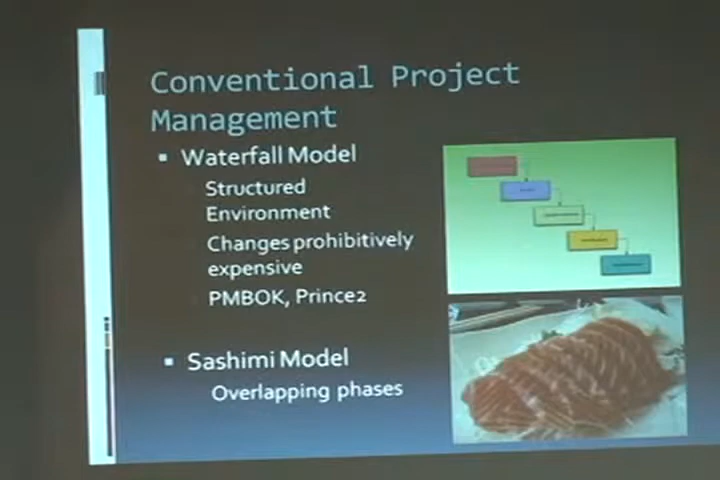 Conventional Project
Management
Waterfall Model
Structured
Environment
Changes prohibitively
expensive
PMBOK, Prince2
Sashimi Model
Overlapping phases